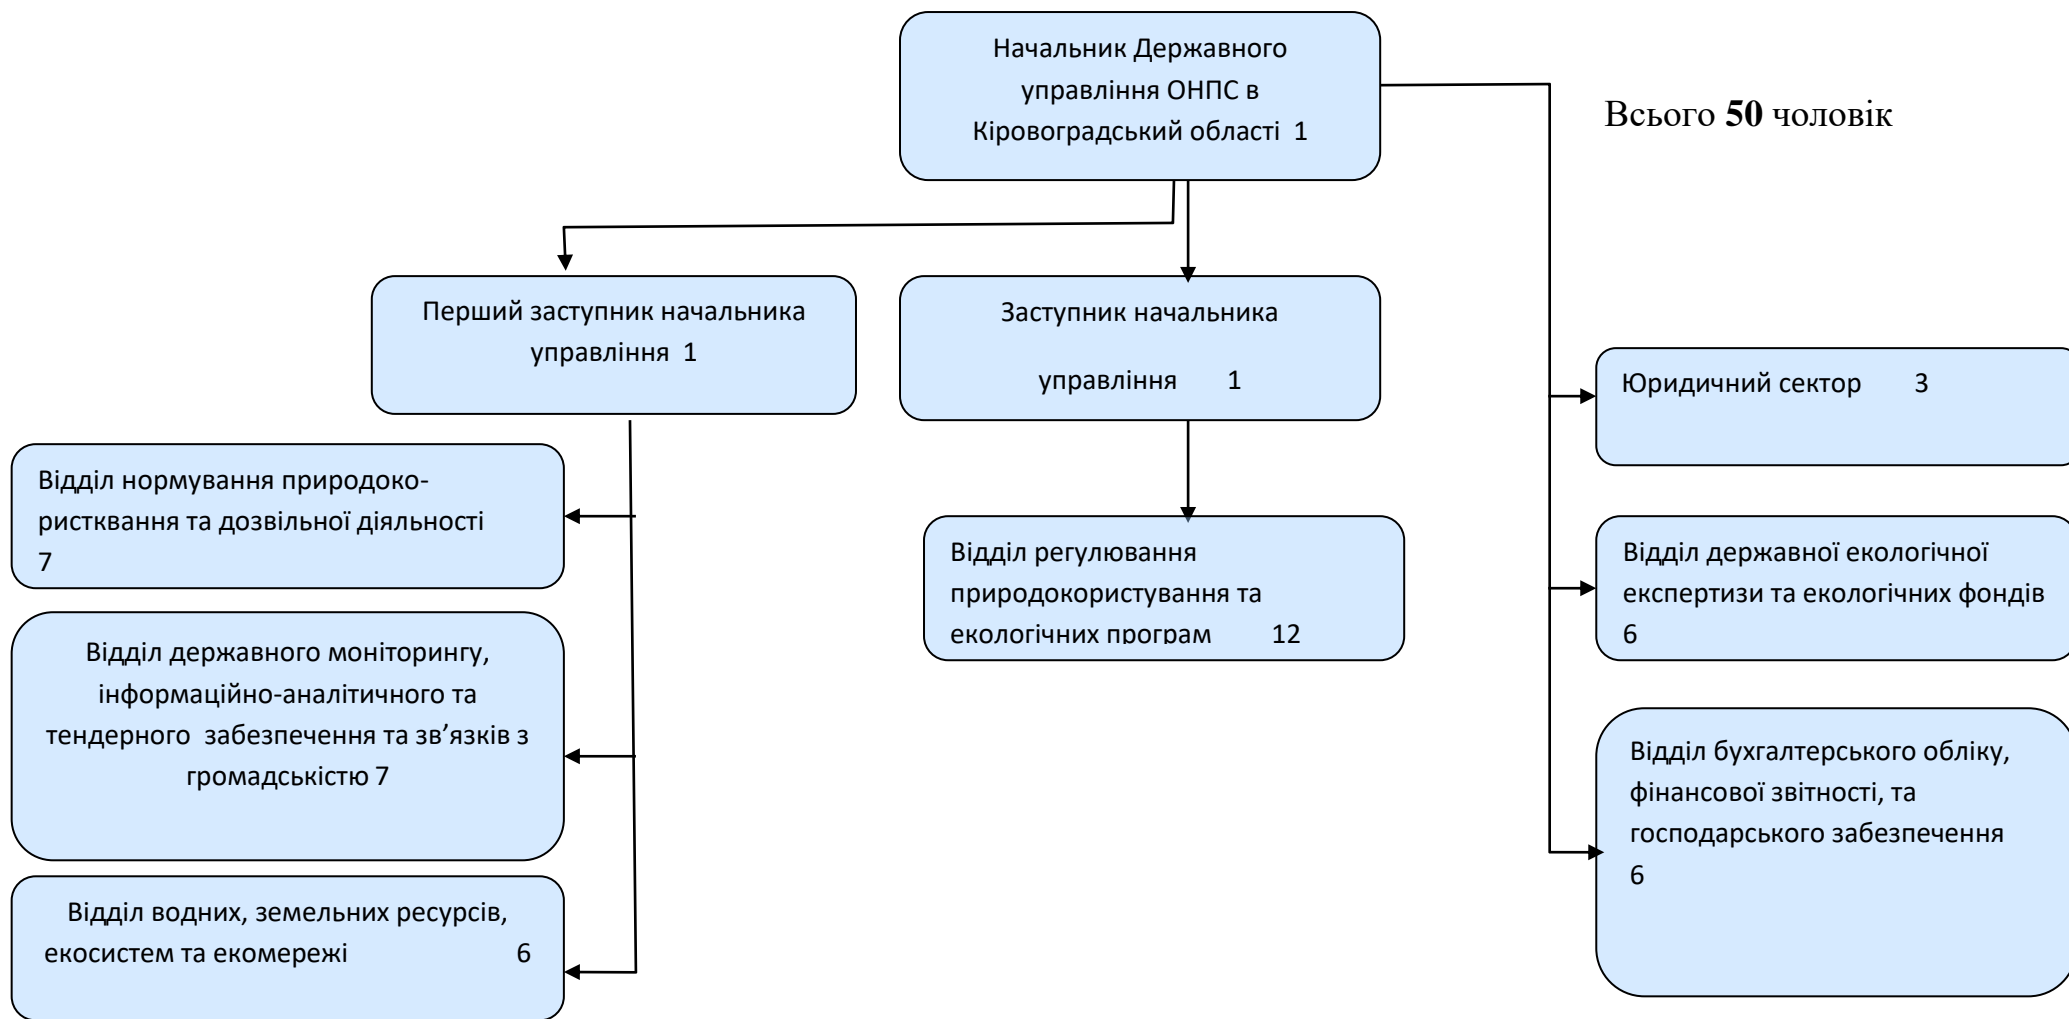 Начальник Державного
управління ОНПС в
Кіровоградський області 1
Всього 50 чоловік
Перший заступник начальника
управління 1
Заступник начальника
управління 1
Юридичний сектор 3
Відділ нормування природоко-
ристквання та дозвільної діяльності
7
Відділ регулювання
природокористування та
екологічних програм 12
Відділ державної екологічної
експертизи та екологічних фондів
6
Відділ державного моніторингу,
інформаційно-аналітичного та
тендерного забезпечення та зв’язків з
громадськістю 7
Відділ бухгалтерського обліку,
фінансової звітності, та
господарського забезпечення
6
Відділ водних, земельних ресурсів,
екосистем та екомережі 6